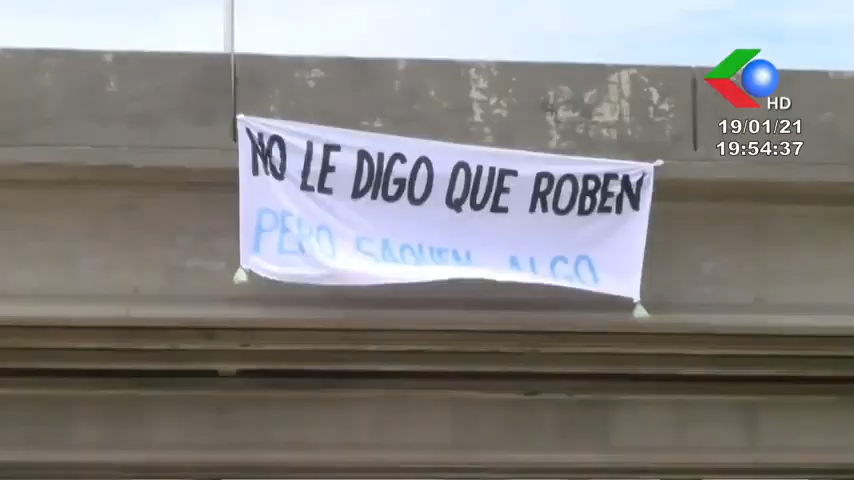 HD
19/01/21
19:54:37
NO LE DIGO QUE ROBEN
PERO SAQUEN ALGO